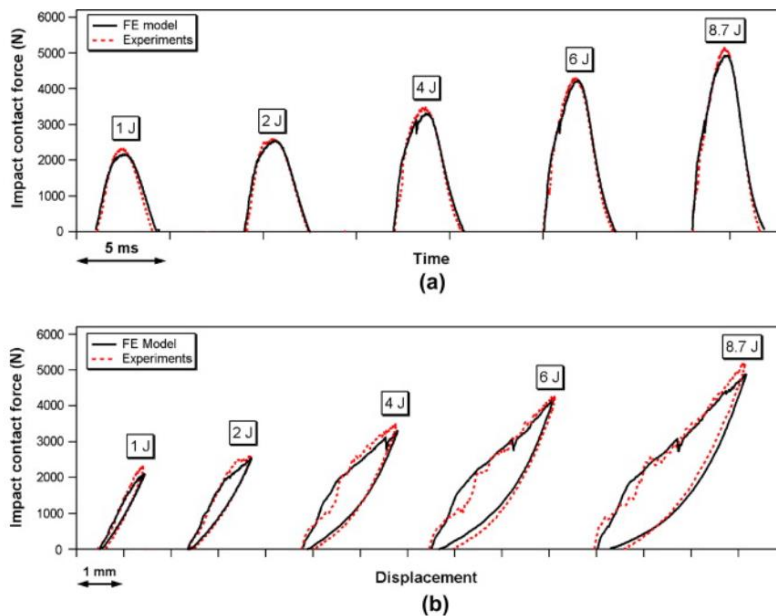 FE model
Experiments
Impact contact force (N)
6000
5000
4000
3000
2000
1000
0
1 J
2 J
4 J
6 J
8.7 J
5 ms
Time
(a)
FE Model
Experiments
Impact contact force (N)
6000
5000
4000
3000
2000
1000
0
1 J
2 J
4 J
6 J
8.7 J
1 mm
Displacement
(b)